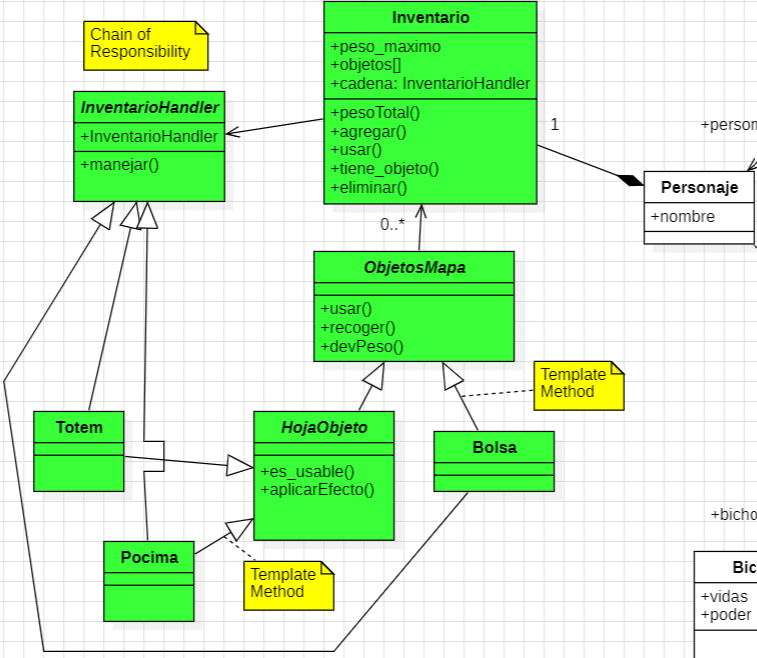 Inventario
+peso_maximo
+objetos[]
+cadena: InventarioHandler
+pesoTotal()
+agregar()
+usar()
+tiene_objeto()
+eliminar()
Chain of
Responsibility
InventarioHandler
+InventarioHandler
+manejar()
1
+person
Personaje
+nombre
0..*
ObjetosMapa
+usar()
+recoger()
+devPeso()
Template
Method
Totem
HojaObjeto
+es_usable()
+aplicarEfecto()
Bolsa
Pocima
Template
Method
+bicho
Bic
+vidas
+poder